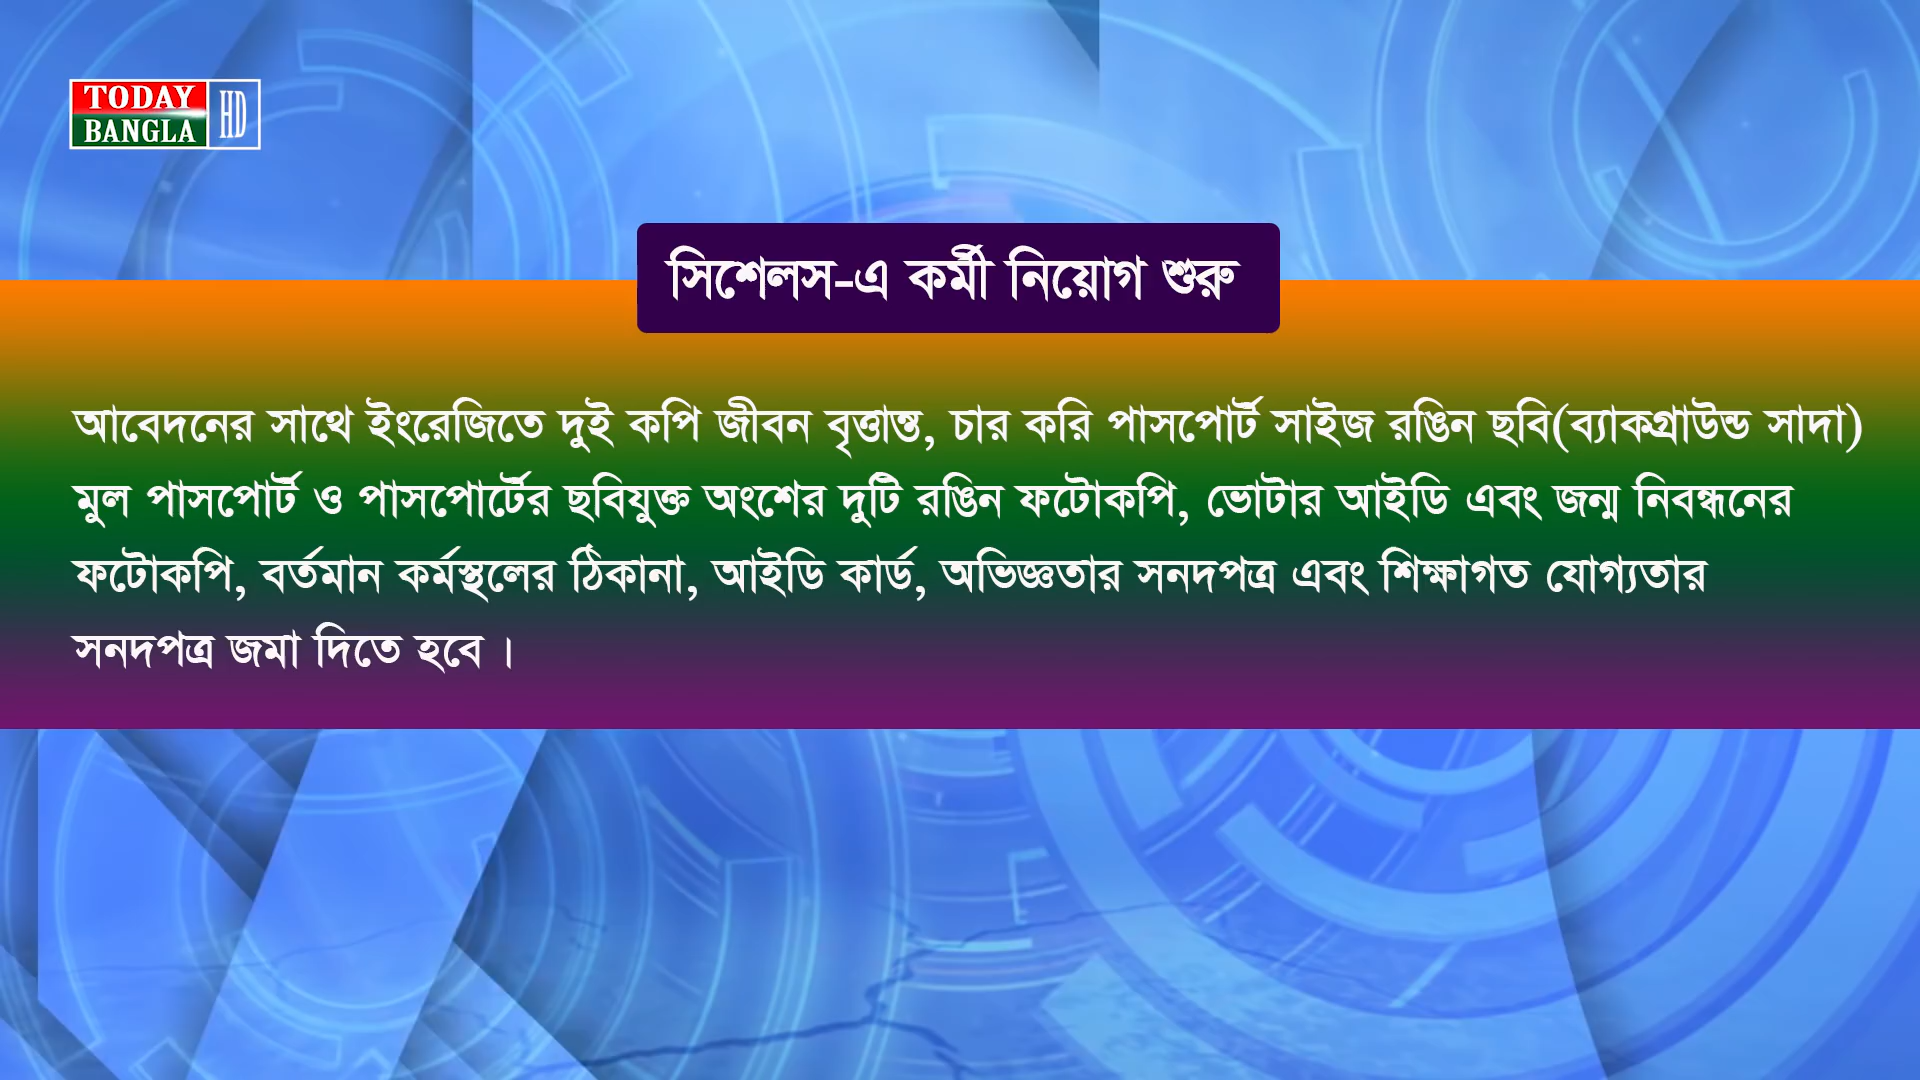 TODAY
BANGLA HD
সিশেলস-এ কর্মী নিয়োগ শুরু
আবেদনের সাথে ইংরেজিতে দুই কপি জীবন বৃত্তান্ত, চার করি পাসপোর্ট সাইজ রঙিন ছবি(ব্যাকগ্রাউন্ড সাদা)
মুল পাসপোর্ট ও পাসপোর্টের ছবিযুক্ত অংশের দুটি রঙিন ফটোকপি, ভোটার আইডি এবং জন্ম নিবন্ধনের
ফটোকপি, বর্তমান কর্মস্থলের ঠিকানা, আইডি কার্ড, অভিজ্ঞতার সনদপত্র এবং শিক্ষাগত যোগ্যতার
সনদপত্র জমা দিতে হবে ।